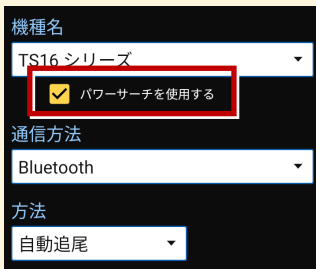 機種名
TS16 シリーズ
パワーサーチを使用する
通信方法
Bluetooth
方法
自動追尾